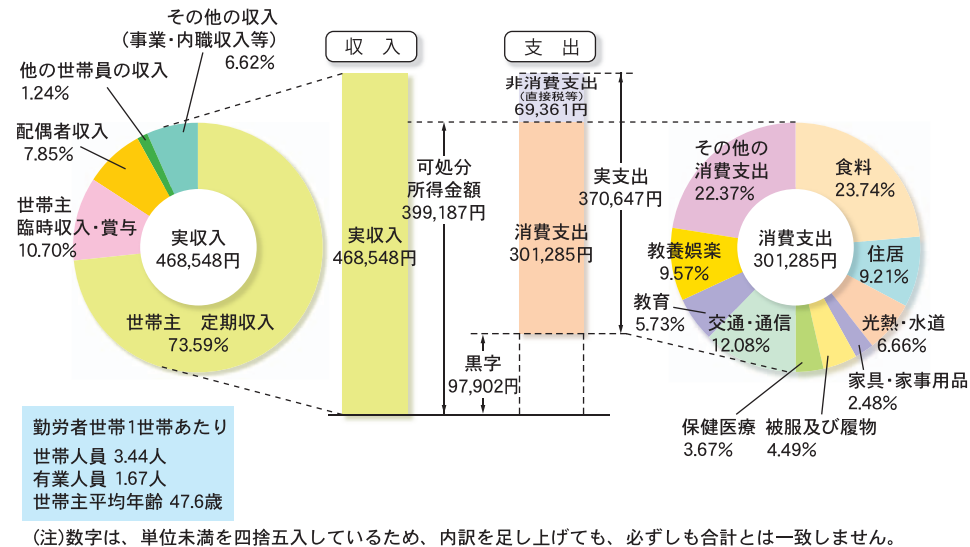 収　入
支　出
その他の収入
(事業・内職収入等)
6.62%
他の世帯員の収入
1.24%
配偶者収入
7.85%
世帯主
臨時収入・賞与
10.70%
実収入
468,548円
世帯主　定期収入
73.59%
実収入
468,548円
可処分
所得金額
399,187円
非消費支出
(直接税等)
69,361円
消費支出
301,285円
実支出
370,647円
黒字
97,902円
その他の
消費支出
22.37%
食料
23.74%
教養娯楽
9.57%
消費支出
301,285円
住居
9.21%
教育
5.73%
交通・通信
12.08%
光熱・水道
6.66%
家具・家事用品
2.48%
保健医療
3.67%
被服及び履物
4.49%
勤労者世帯1世帯あたり
世帯人員 3.44人
有業人員 1.67人
世帯主平均年齢 47.6歳
(注)数字は、単位未満を四捨五入しているため、内訳を足し上げても、必ずしも合計とは一致しません。